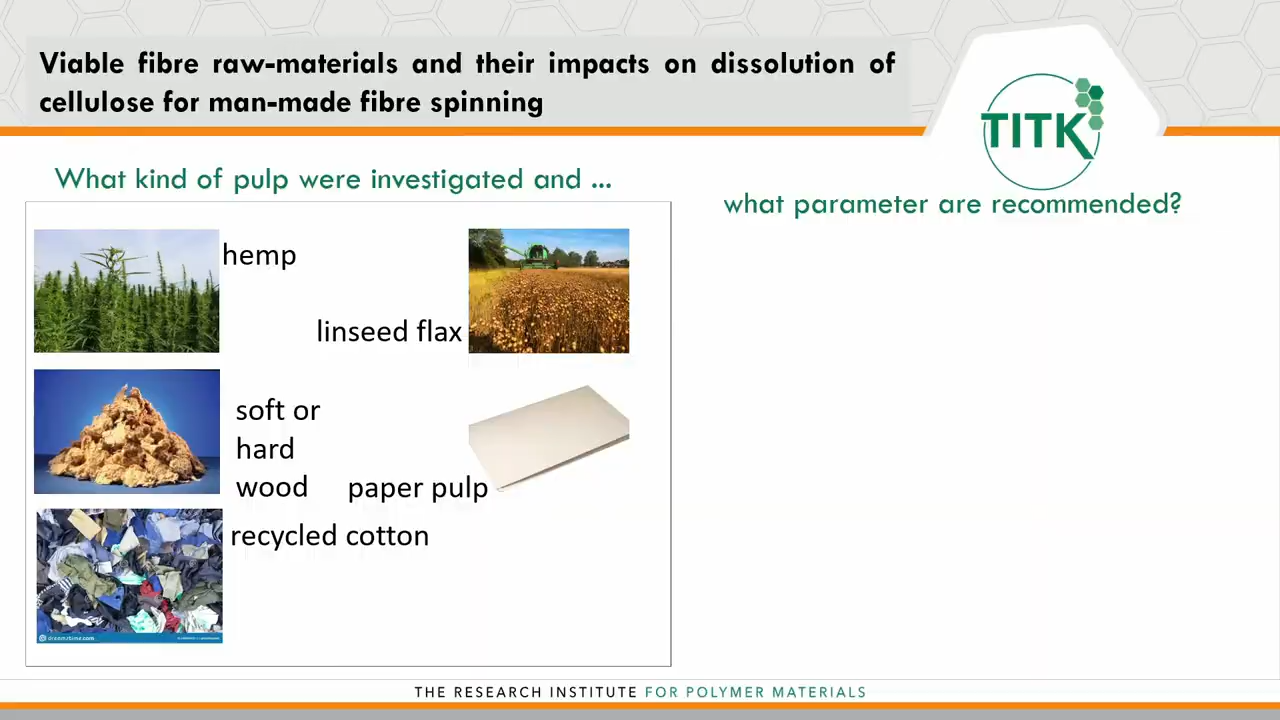 Viable fibre raw-materials and their impacts on dissolution of
cellulose for man-made fibre spinning
TITK
What kind of pulp were investigated and ...
what parameter are recommended?
hemp
linseed flax
soft or
hard
wood
paper pulp
recycled cotton
dreamstime.com
THE RESEARCH INSTITUTE FOR POLYMER MATERIALS